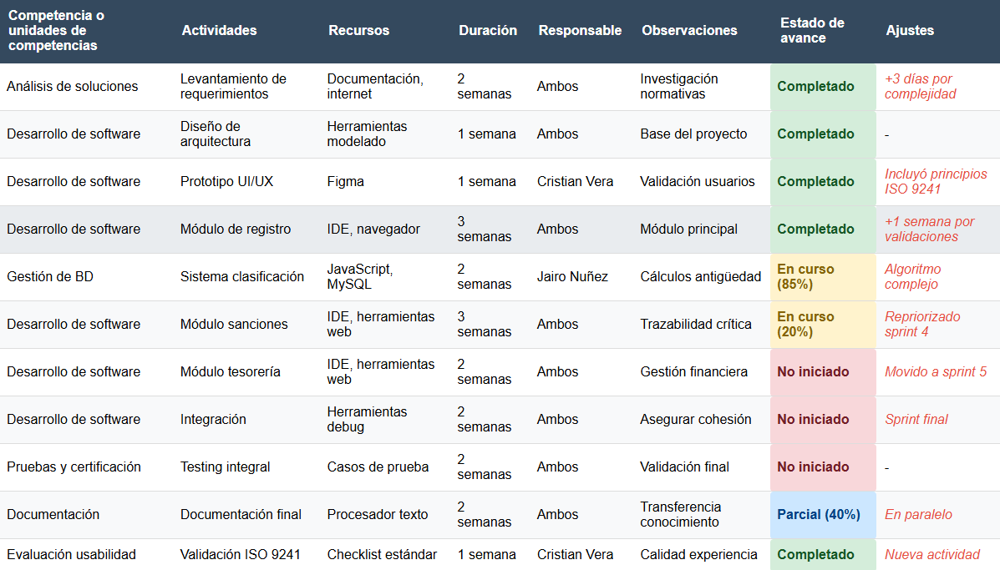 Competencia o
unidades de
competencias
Actividades
Recursos
Duración
Responsable
Observaciones
Estado de
avance
Ajustes
Análisis de soluciones
Levantamiento de
requerimientos
Documentación,
internet
2
semanas
Ambos
Investigación
normativas
Completado
+3 días por
complejidad
Desarrollo de software
Diseño de
arquitectura
Herramientas
modelado
1 semana
Ambos
Base del proyecto
Completado
-
Desarrollo de software
Prototipo UI/UX
Figma
1 semana
Cristian Vera
Validación usuarios
Completado
Incluyó principios
ISO 9241
Desarrollo de software
Módulo de registro
IDE, navegador
3
semanas
Ambos
Módulo principal
Completado
+1 semana por
validaciones
Gestión de BD
Sistema clasificación
JavaScript,
MySQL
2
semanas
Jairo Nuñez
Cálculos antigüedad
En curso
(85%)
Algoritmo
complejo
Desarrollo de software
Módulo sanciones
IDE, herramientas
web
3
semanas
Ambos
Trazabilidad crítica
En curso
(20%)
Repriorizado
sprint 4
Desarrollo de software
Módulo tesorería
IDE, herramientas
web
2
semanas
Ambos
Gestión financiera
No iniciado
Movido a sprint 5
Desarrollo de software
Integración
Herramientas
debug
2
semanas
Ambos
Asegurar cohesión
No iniciado
Sprint final
Pruebas y certificación
Testing integral
Casos de prueba
2
semanas
Ambos
Validación final
No iniciado
-
Documentación
Documentación final
Procesador texto
2
semanas
Ambos
Transferencia
conocimiento
Parcial (40%)
En paralelo
Evaluación usabilidad
Validación ISO 9241
Checklist estándar
1 semana
Cristian Vera
Calidad experiencia
Completado
Nueva actividad